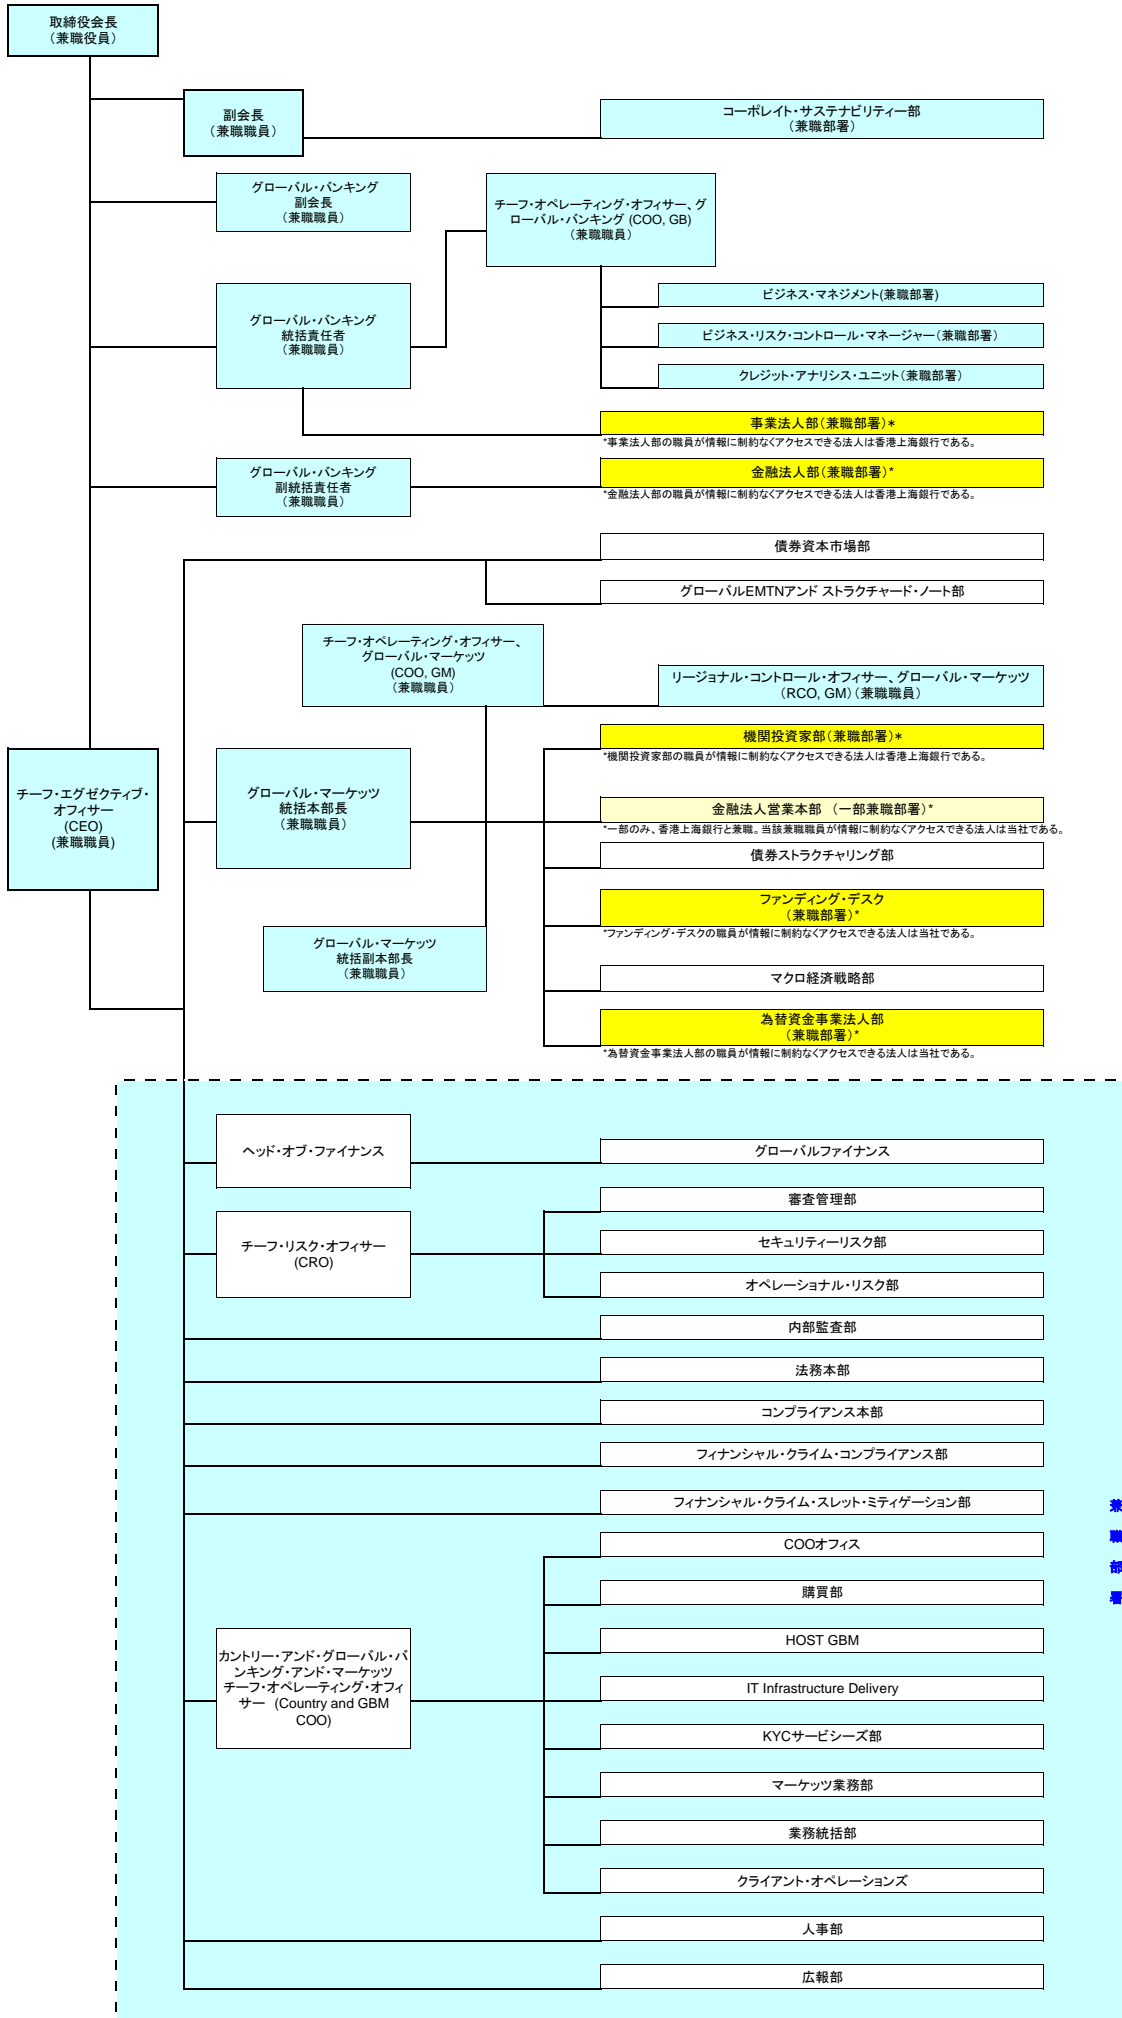 取締役会長
（兼職役員）
副会長
（兼職職員）
コーポレイト・サステナビリティー部
（兼職部署）
グローバル・バンキング
副会長
（兼職職員）
チーフ・オペレーティング・オフィサー、グ
ローバル・バンキング (COO, GB)
（兼職職員）
ビジネス・マネジメント(兼職部署)
グローバル・バンキング
統括責任者
（兼職職員）
ビジネス・リスク・コントロール・マネージャー（兼職部署）
クレジット・アナリシス・ユニット（兼職部署）
事業法人部（兼職部署）*
*事業法人部の職員が情報に制約なくアクセスできる法人は香港上海銀行である。
グローバル・バンキング
副統括責任者
（兼職職員）
金融法人部（兼職部署）*
*金融法人部の職員が情報に制約なくアクセスできる法人は香港上海銀行である。
債券資本市場部
グローバルEMTNアンド ストラクチャード・ノート部
チーフ・オペレーティング・オフィサー、
グローバル・マーケッツ
(COO, GM)
（兼職職員）
リージョナル・コントロール・オフィサー、グローバル・マーケッツ
（RCO, GM）（兼職職員）
機関投資家部（兼職部署）*
*機関投資家部の職員が情報に制約なくアクセスできる法人は香港上海銀行である。
チーフ・エグゼクティブ・
オフィサー
(CEO)
(兼職職員)
グローバル・マーケッツ
統括本部長
（兼職職員）
金融法人営業本部 （一部兼職部署）*
*一部のみ、香港上海銀行と兼職。当該兼職職員が情報に制約なくアクセスできる法人は当社である。
債券ストラクチャリング部
ファンディング・デスク
（兼職部署）*
*ファンディング・デスクの職員が情報に制約なくアクセスできる法人は当社である。
グローバル・マーケッツ
統括副本部長
（兼職職員）
マクロ経済戦略部
為替資金事業法人部
（兼職部署）*
*為替資金事業法人部の職員が情報に制約なくアクセスできる法人は当社である。
ヘッド・オブ・ファイナンス
グローバルファイナンス
審査管理部
チーフ・リスク・オフィサー
(CRO)
セキュリティーリスク部
オペレーショナル・リスク部
内部監査部
法務本部
コンプライアンス本部
フィナンシャル・クライム・コンプライアンス部
フィナンシャル・クライム・スレット・ミティゲーション部
兼
職
部
署
COOオフィス
購買部
カントリー・アンド・グローバル・バ
ンキング・アンド・マーケッツ
チーフ・オペレーティング・オフィ
サー (Country and GBM
COO)
HOST GBM
IT Infrastructure Delivery
KYCサービシーズ部
マーケッツ業務部
業務統括部
クライアント・オペレーションズ
人事部
広報部